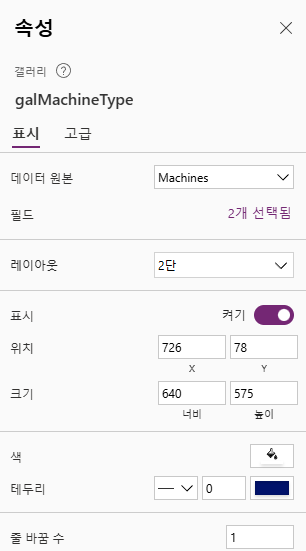 속성
갤러리
galMachineType
표시 고급
데이터 원본 Machines
필드 2개 선택됨
레이아웃 2단
표시 켜기
위치 726 78
X Y
크기 640 575
너비 높이
색
테두리 0
줄 바꿈 수 1